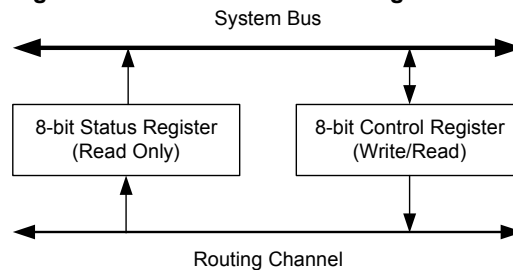 System Bus
8-bit Status Register
(Read Only)
8-bit Control Register
(Write/Read)
Routing Channel